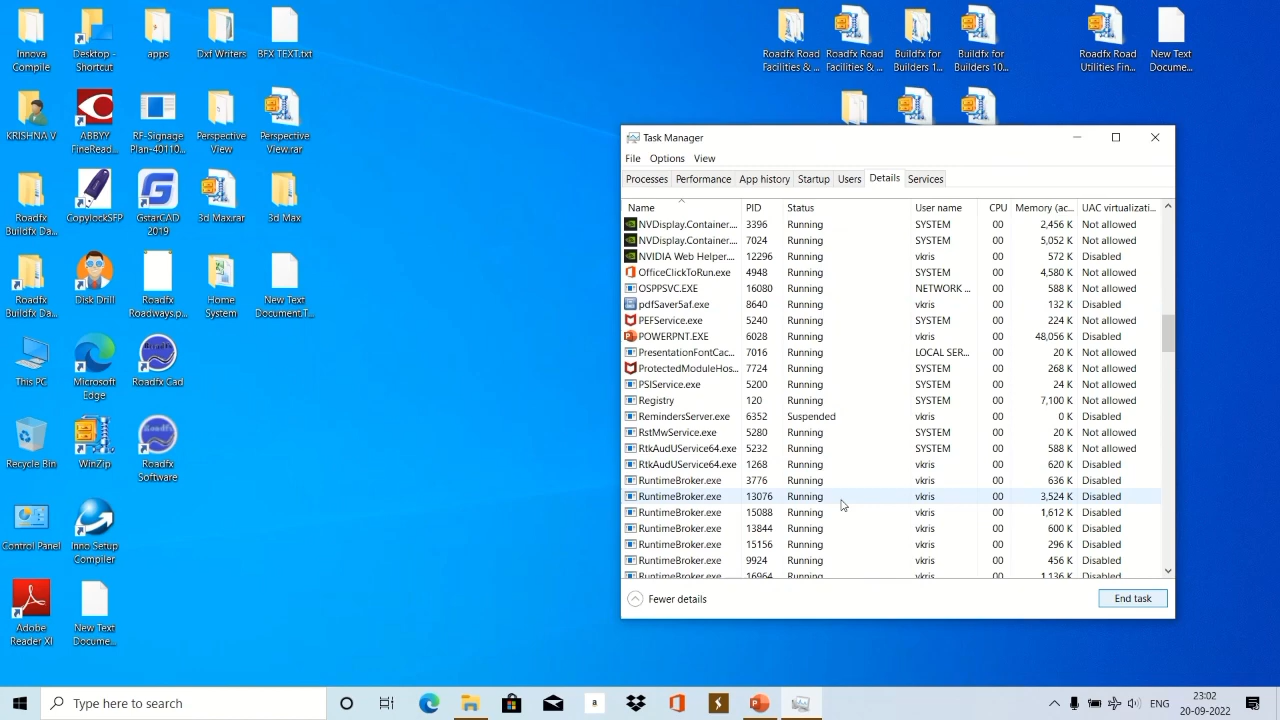 Innova
Compile
Desktop -
Shortcut
apps
Dxf Writers
BFX TEXT.txt
Roadfx Road
Facilities & ...
Roadfx Road
Facilities & ...
Buildfx for
Builders 1...
Buildfx for
Builders 10...
Roadfx Road
Utilities Fin...
New Text
Docume...
KRISHNA V
ABBYY
FineRead...
RF-Signage
Plan-40110...
Perspective
View
Perspective
View.rar
Roadfx
Buildfx Da...
CopylockSFP
GstarCAD
2019
3d Max.rar
3d Max
Roadfx
Buildfx Da...
Disk Drill
Roadfx
Roadways.p...
Home
System
New Text
Document.T...
This PC
Microsoft
Edge
Roadfx Cad
Recycle Bin
WinZip
Roadfx
Software
Control Panel
Inno Setup
Compiler
Adobe
Reader XI
New Text
Docume...
Task Manager
File Options View
Processes Performance App history Startup Users Details Services
Name PID Status User name CPU Memory (ac... UAC virtualizati...
NVDisplay.Container.... 3396 Running SYSTEM 00 2,456 K Not allowed
NVDisplay.Container.... 7024 Running SYSTEM 00 5,052 K Not allowed
NVIDIA Web Helper.... 12296 Running vkris 00 572 K Disabled
OfficeClickToRun.exe 4948 Running SYSTEM 00 4,580 K Not allowed
OSPPSVC.EXE 16080 Running NETWORK ... 00 588 K Not allowed
pdfSaver5af.exe 8640 Running vkris 00 132 K Disabled
PEFService.exe 5240 Running SYSTEM 00 224 K Not allowed
POWERPNT.EXE 6028 Running vkris 00 48,056 K Disabled
PresentationFontCac... 7016 Running LOCAL SER... 00 20 K Not allowed
ProtectedModuleHos... 7724 Running SYSTEM 00 268 K Not allowed
PSIService.exe 5200 Running SYSTEM 00 24 K Not allowed
Registry 120 Running SYSTEM 00 7,100 K Not allowed
RemindersServer.exe 6352 Suspended vkris 00 0 K Disabled
RstMwService.exe 5280 Running SYSTEM 00 20 K Not allowed
RtkAudUService64.exe 5232 Running SYSTEM 00 588 K Not allowed
RtkAudUService64.exe 1268 Running vkris 00 620 K Disabled
RuntimeBroker.exe 3776 Running vkris 00 636 K Disabled
RuntimeBroker.exe 13076 Running vkris 00 3,524 K Disabled
RuntimeBroker.exe 15088 Running vkris 00 1,612 K Disabled
RuntimeBroker.exe 13844 Running vkris 00 600 K Disabled
RuntimeBroker.exe 15156 Running vkris 00 296 K Disabled
RuntimeBroker.exe 9924 Running vkris 00 456 K Disabled
RuntimeBroker.exe 16964 Running vkris 00 1,136 K Disabled
Fewer details End task
Type here to search
ENG
23:02
20-09-2022